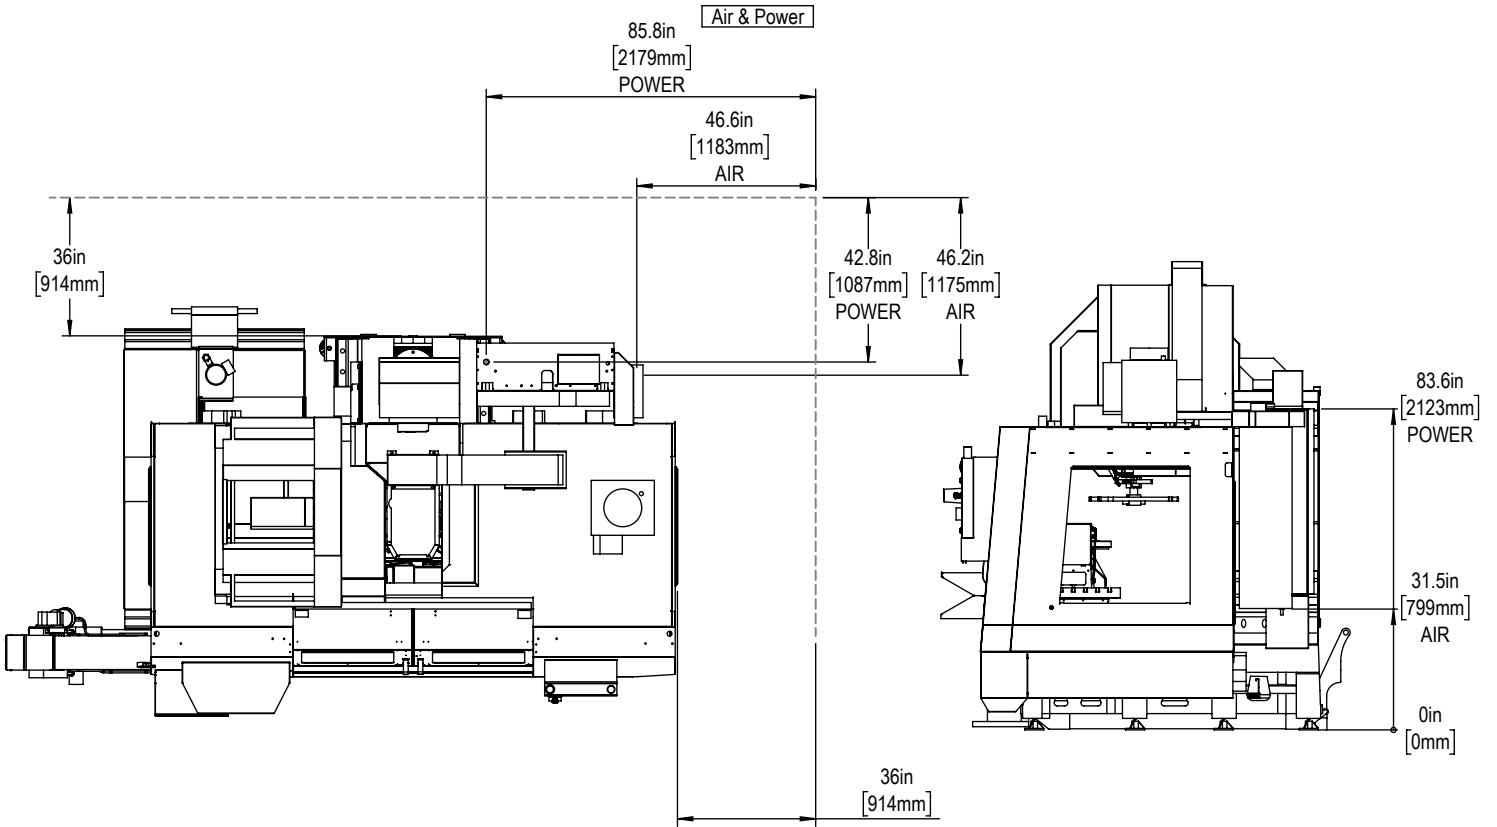 Air & Power
85.8in
[2179mm]
POWER
46.6in
[1183mm]
AIR
36in
[914mm]
42.8in
[1087mm]
POWER
46.2in
[1175mm]
AIR
83.6in
[2123mm]
POWER
31.5in
[799mm]
AIR
0in
[0mm]
36in
[914mm]